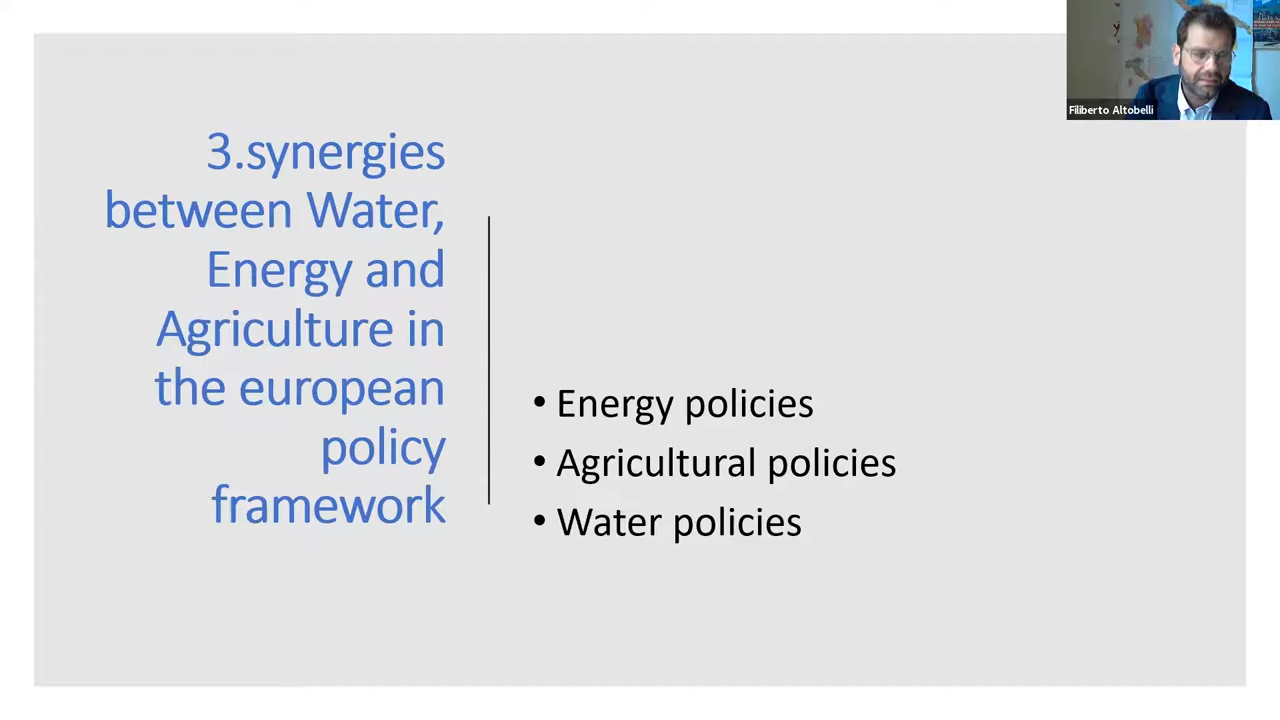 3.synergies
between Water,
Energy and
Agriculture in
the european
policy
framework
• Energy policies
• Agricultural policies
• Water policies
Filiberto Altobelli